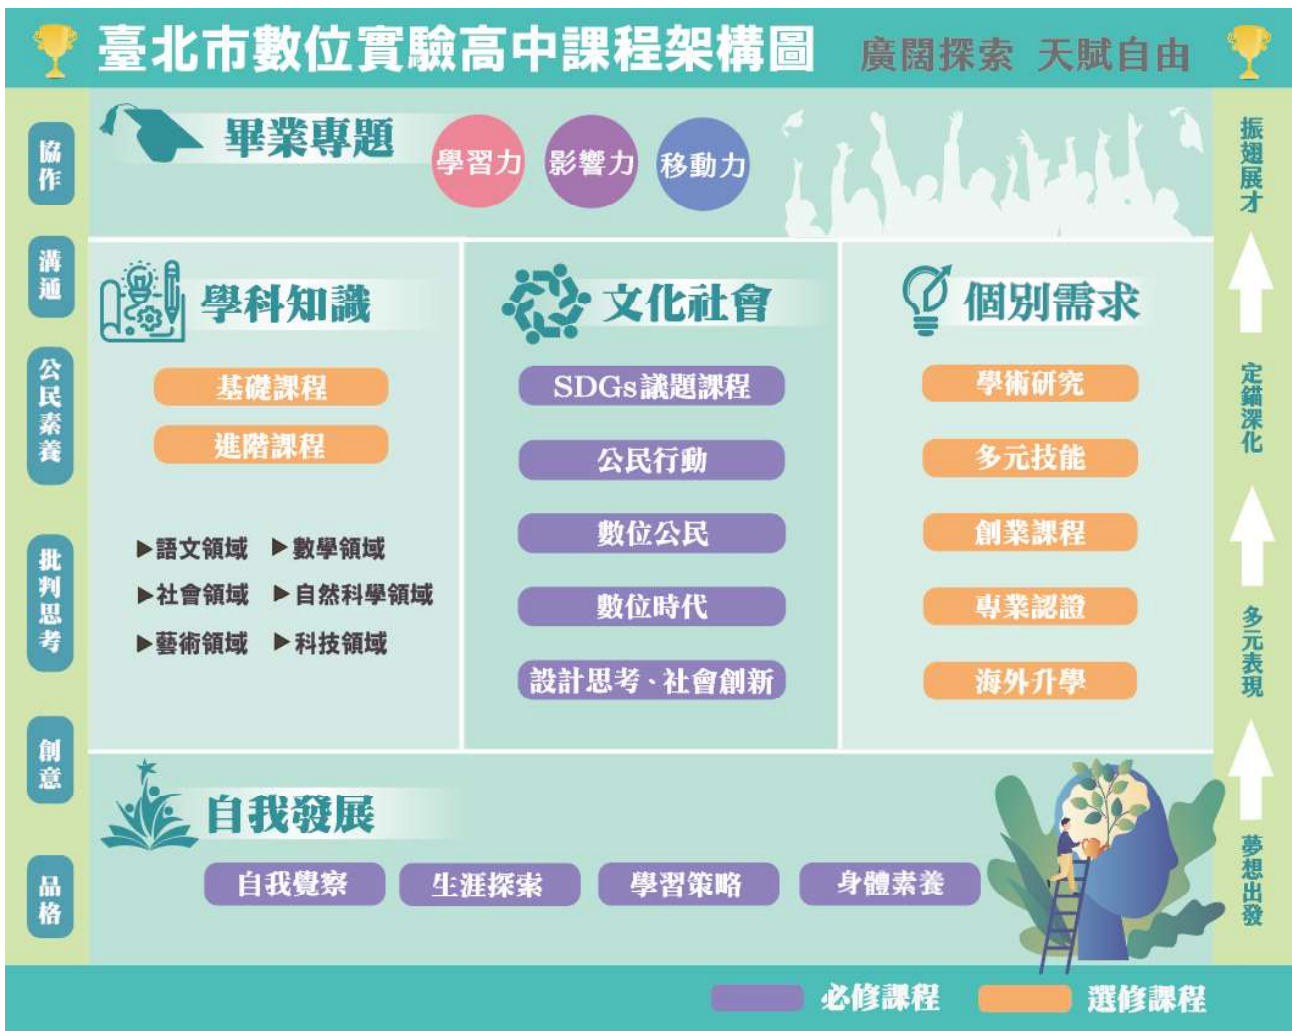 臺北市數位實驗高中課程架構圖
廣闊探索 天賦自由
協作
溝通
公民素養
批判思考
創意
品格
畢業專題
學習力
影響力
移動力
學科知識
基礎課程
進階課程
▶語文領域 ▶數學領域
▶社會領域 ▶自然科學領域
▶藝術領域 ▶科技領域
文化社會
SDGs議題課程
公民行動
數位公民
數位時代
設計思考、社會創新
個別需求
學術研究
多元技能
創業課程
專業認證
海外升學
自我發展
自我覺察
生涯探索
學習策略
身體素養
振翅展才
定錨深化
多元表現
夢想出發
必修課程
選修課程